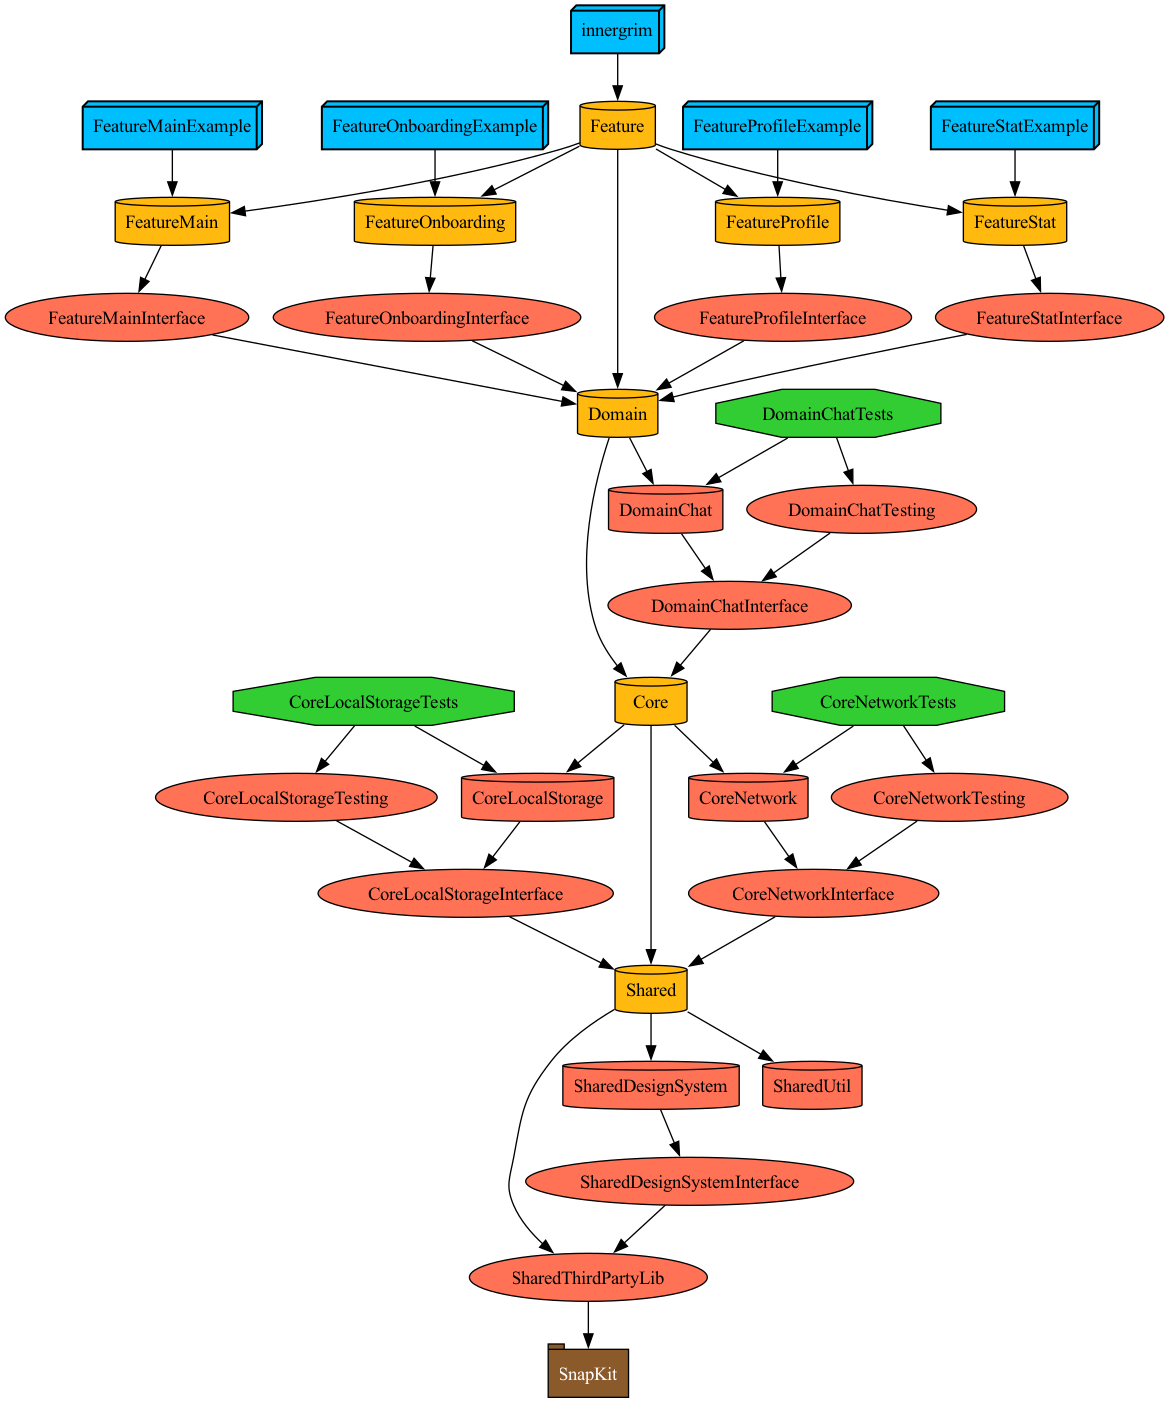 innergrim
FeatureMainExample
FeatureOnboardingExample
Feature
FeatureProfileExample
FeatureStatExample
FeatureMain
FeatureOnboarding
FeatureProfile
FeatureStat
FeatureMainInterface
FeatureOnboardingInterface
FeatureProfileInterface
FeatureStatInterface
Domain
DomainChatTests
DomainChat
DomainChatTesting
DomainChatInterface
CoreLocalStorageTests
Core
CoreNetworkTests
CoreLocalStorageTesting
CoreLocalStorage
CoreNetwork
CoreNetworkTesting
CoreLocalStorageInterface
CoreNetworkInterface
Shared
SharedDesignSystem
SharedUtil
SharedDesignSystemInterface
SharedThirdPartyLib
SnapKit